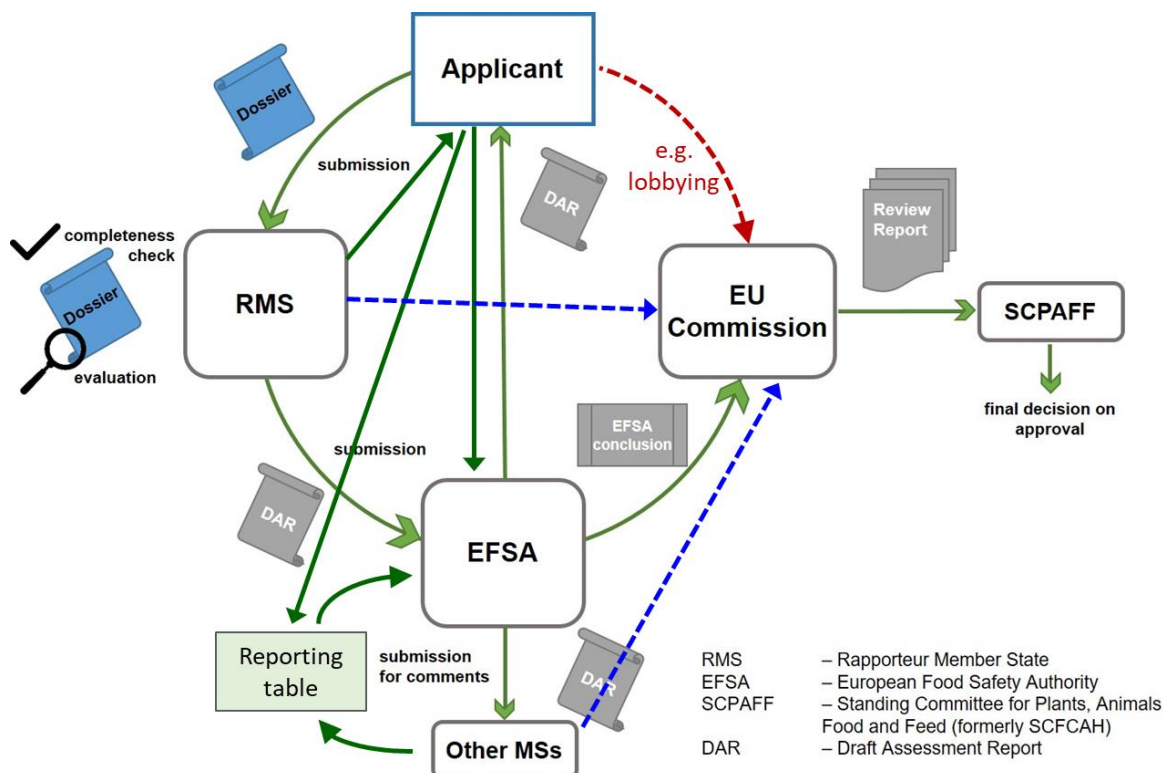 Applicant
Dossier
submission
e.g.
lobbying
DAR
Review
Report
completeness
check
RMS
EU
Commission
SCPAFF
Dossier
evaluation
final decision on
approval
EFSA
conclusion
submission
DAR
EFSA
Reporting
table
submission
for comments
DAR
Other MSs
RMS – Rapporteur Member State
EFSA – European Food Safety Authority
SCPAFF – Standing Committee for Plants, Animals
Food and Feed (formerly SCFCAH)
DAR – Draft Assessment Report